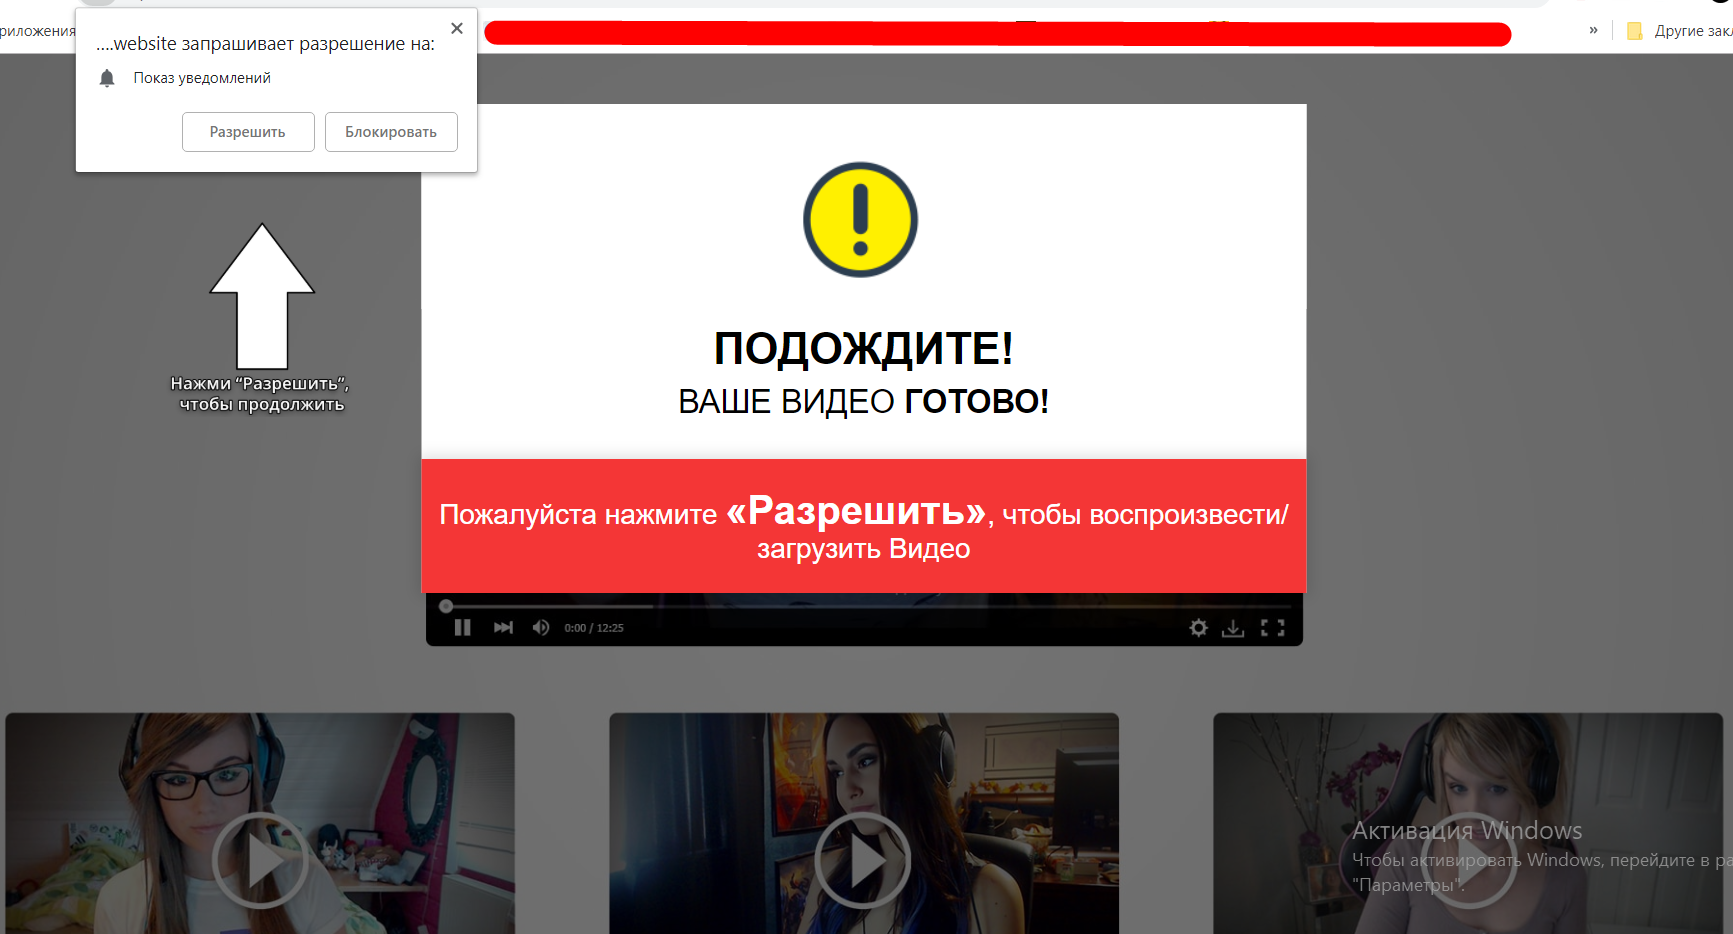 риложения
Другие зак
....website запрашивает разрешение на:
Показ уведомлений
Разрешить
Блокировать
Нажми “Разрешить”,
чтобы продолжить
ПОДОЖДИТЕ!
ВАШЕ ВИДЕО ГОТОВО!
Пожалуйста нажмите «Разрешить», чтобы воспроизвести/
загрузить Видео
0:00 / 12:25
Активация Windows
Чтобы активировать Windows, перейдите в ра
"Параметры".